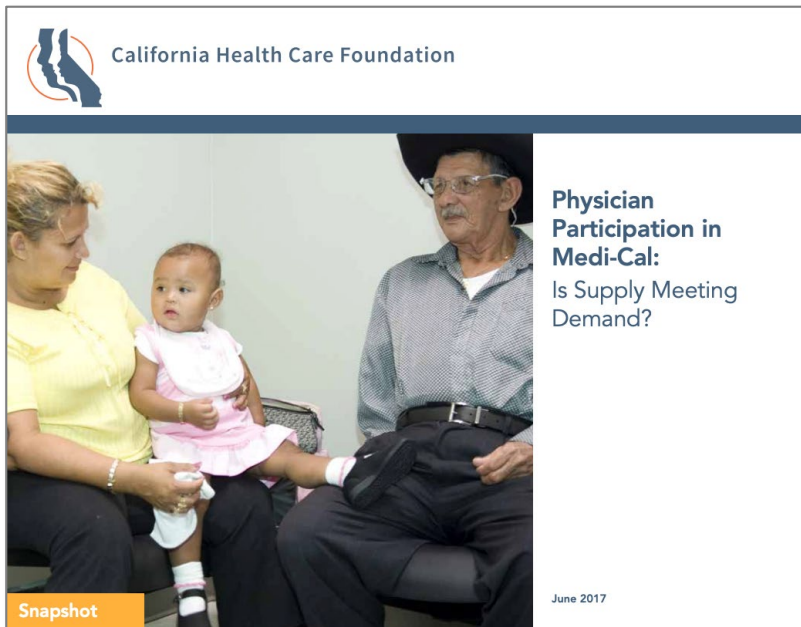 California Health Care Foundation
Physician
Participation in
Medi-Cal:
Is Supply Meeting
Demand?
Snapshot
June 2017